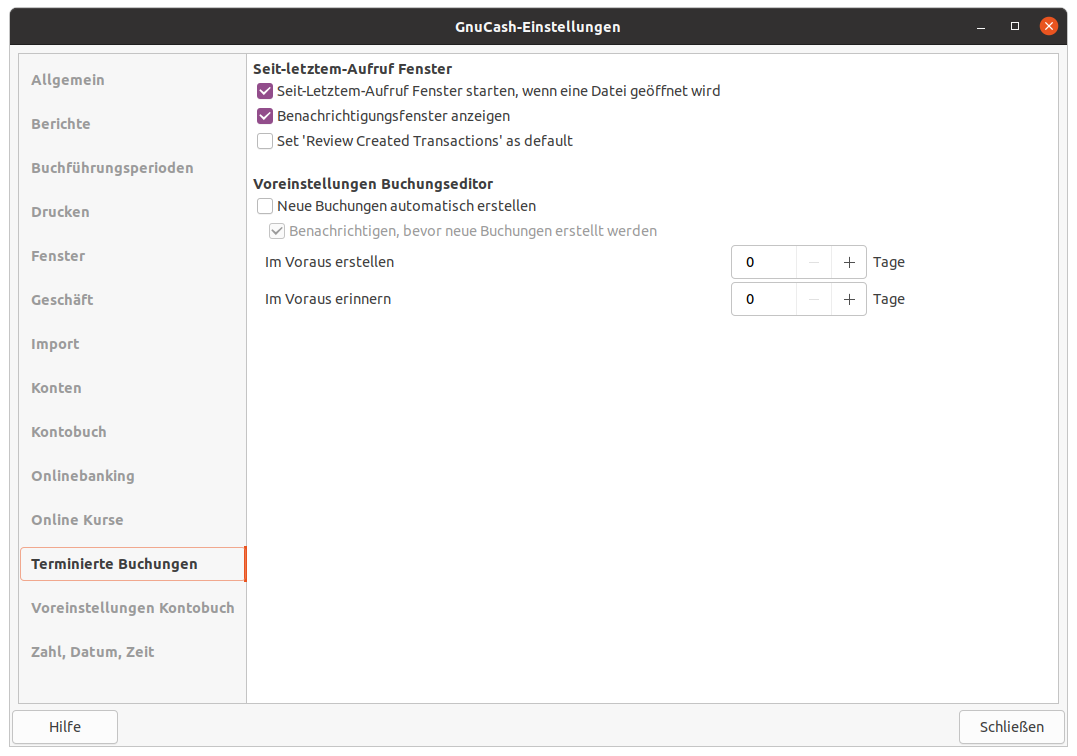 GnuCash-Einstellungen
Allgemein
Berichte
Buchführungsperioden
Drucken
Fenster
Geschäft
Import
Konten
Kontobuch
Onlinebanking
Online Kurse
Terminierte Buchungen
Voreinstellungen Kontobuch
Zahl, Datum, Zeit
Seit-letztem-Aufruf Fenster
Seit-Letztem-Aufruf Fenster starten, wenn eine Datei geöffnet wird
Benachrichtigungsfenster anzeigen
Set 'Review Created Transactions' as default
Voreinstellungen Buchungseditor
Neue Buchungen automatisch erstellen
Benachrichtigen, bevor neue Buchungen erstellt werden
Im Voraus erstellen 0 Tage
Im Voraus erinnern 0 Tage
Hilfe
Schließen